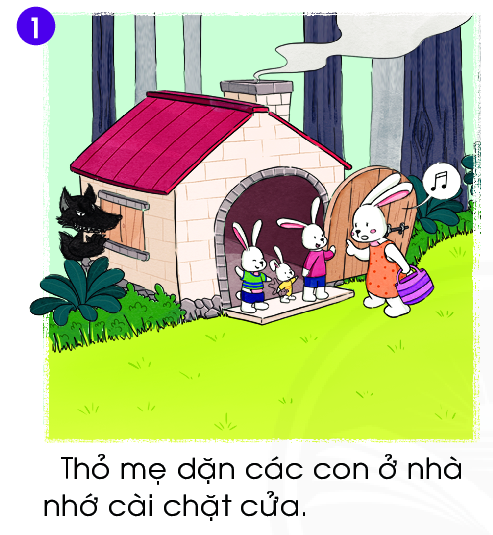 1
Thỏ mẹ dặn các con ở nhà
nhớ cài chặt cửa.